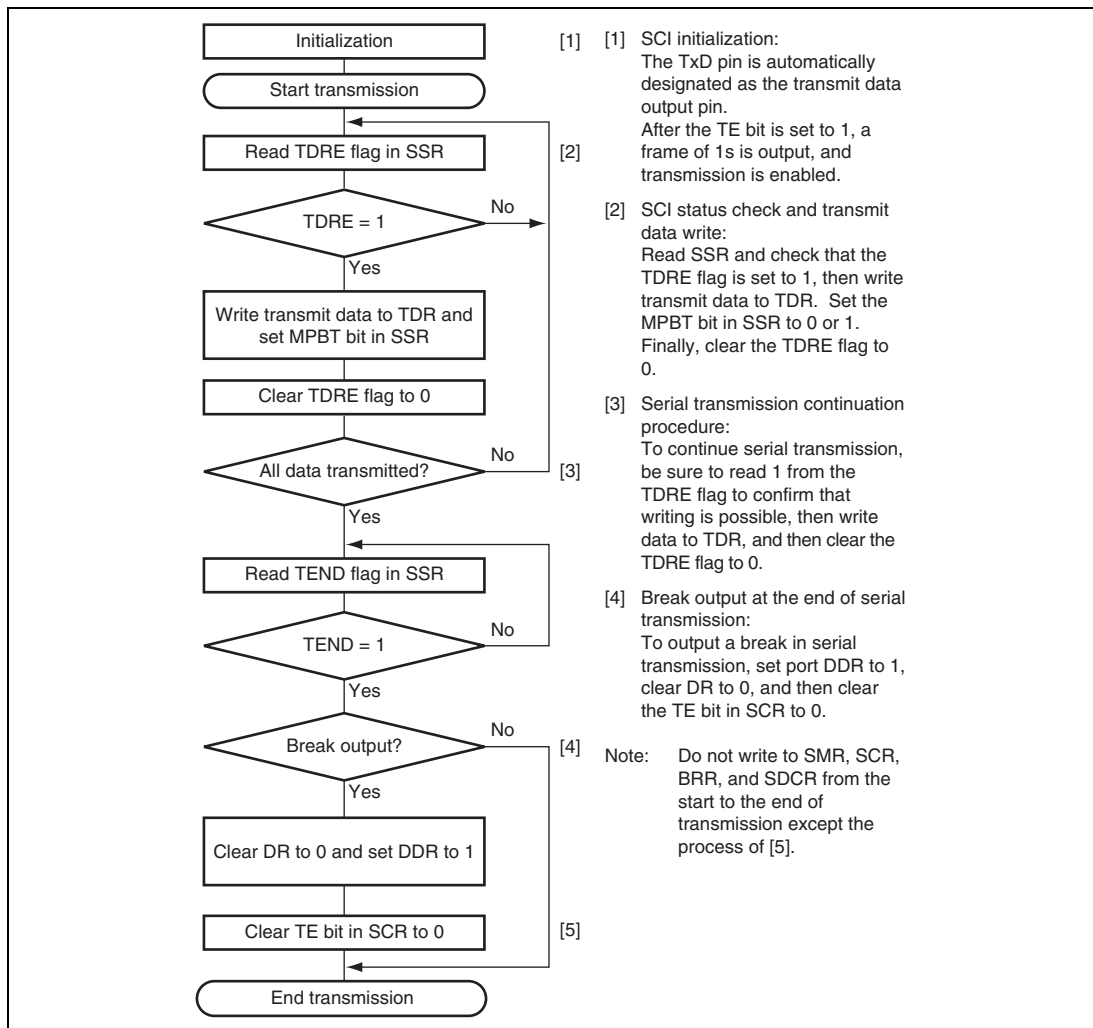 Initialization
[1]
Start transmission
Read TDRE flag in SSR
[2]
TDRE = 1
No
Yes
Write transmit data to TDR and
set MPBT bit in SSR
Clear TDRE flag to 0
All data transmitted?
No
[3]
Yes
Read TEND flag in SSR
TEND = 1
No
Yes
Break output?
No
[4]
Yes
Clear DR to 0 and set DDR to 1
Clear TE bit in SCR to 0
[5]
End transmission
[1] SCI initialization:
The TxD pin is automatically
designated as the transmit data
output pin.
After the TE bit is set to 1, a
frame of 1s is output, and
transmission is enabled.
[2] SCI status check and transmit
data write:
Read SSR and check that the
TDRE flag is set to 1, then write
transmit data to TDR. Set the
MPBT bit in SSR to 0 or 1.
Finally, clear the TDRE flag to
0.
[3] Serial transmission continuation
procedure:
To continue serial transmission,
be sure to read 1 from the
TDRE flag to confirm that
writing is possible, then write
data to TDR, and then clear the
TDRE flag to 0.
[4] Break output at the end of serial
transmission:
To output a break in serial
transmission, set port DDR to 1,
clear DR to 0, and then clear
the TE bit in SCR to 0.
Note: Do not write to SMR, SCR,
BRR, and SDCR from the
start to the end of
transmission except the
process of [5].